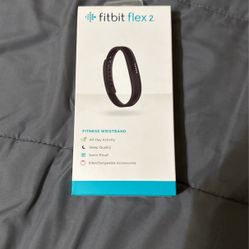 fitbit flex 2
FITNESS WRISTBAND
All-Day Activity
Sleep Quality
Swim Proof
Interchangeable Accessories